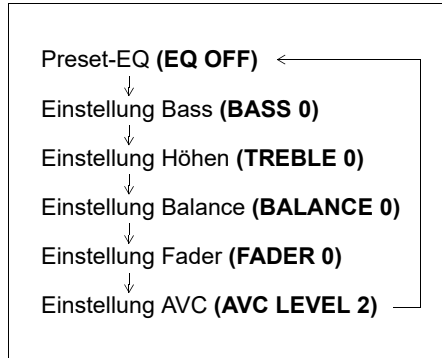 Preset-EQ (EQ OFF)
Einstellung Bass (BASS 0)
Einstellung Höhen (TREBLE 0)
Einstellung Balance (BALANCE 0)
Einstellung Fader (FADER 0)
Einstellung AVC (AVC LEVEL 2)